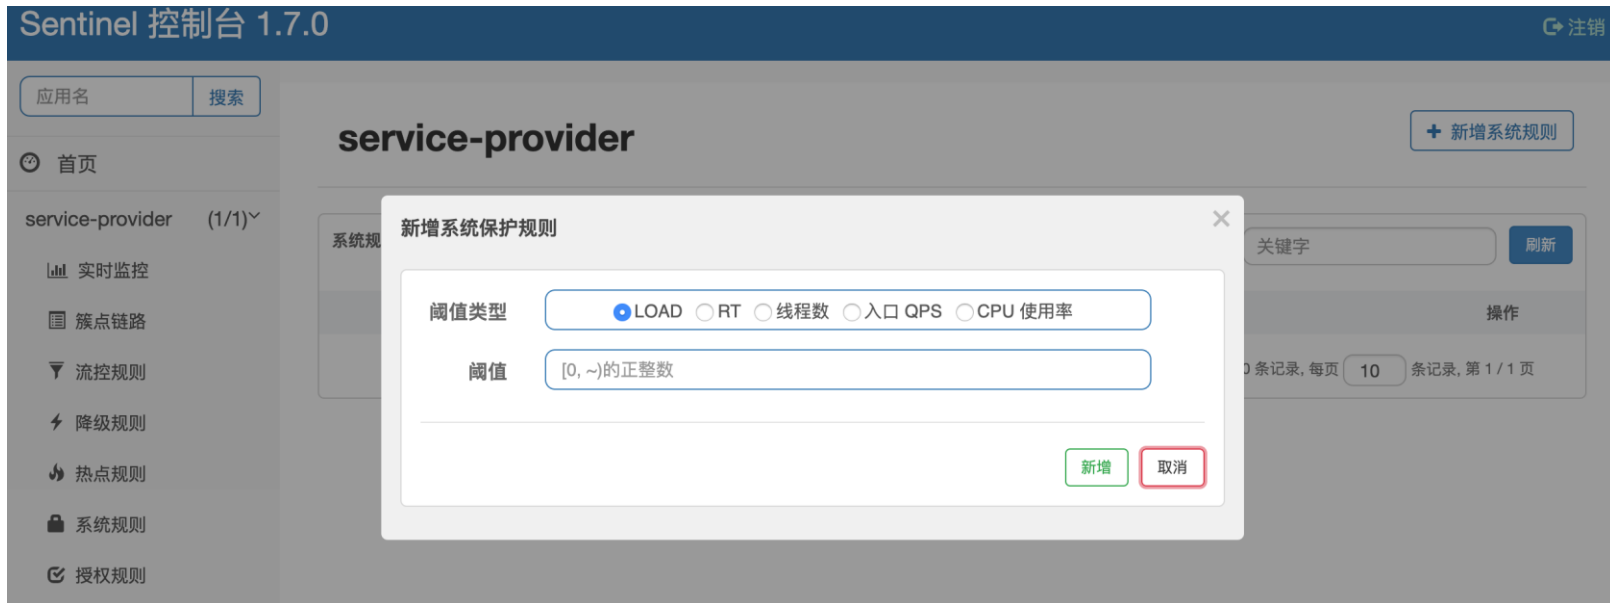 Sentinel 控制台 1.7.0
注销
应用名
搜索
service-provider
新增系统规则
首页
service-provider (1/1)
新增系统保护规则
系统规
关键字
刷新
实时监控
阈值类型
LOAD RT 线程数 入口 QPS CPU 使用率
操作
簇点链路
阈值
[0, ~)的正整数
0 条记录, 每页 10 条记录, 第 1 / 1 页
流控规则
降级规则
新增
取消
热点规则
系统规则
授权规则